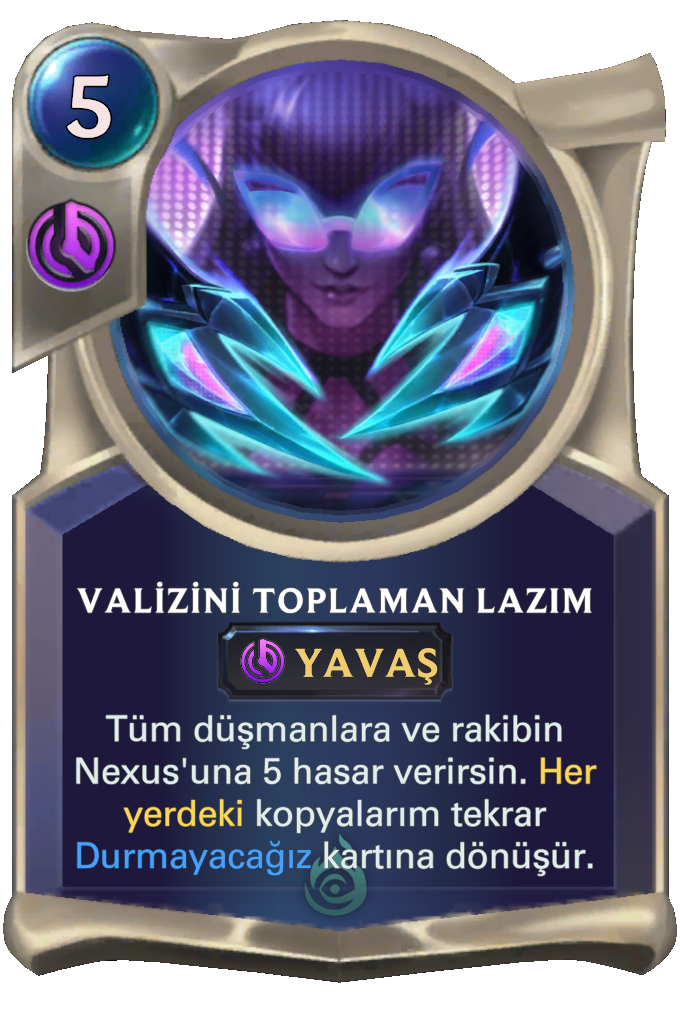 5
VALİZİNİ TOPLAMAN LAZIM
YAVAŞ
Tüm düşmanlara ve rakibin
Nexus'una 5 hasar verirsin. Her
yerdeki kopyalarım tekrar
Durmayacağız kartına dönüşür.